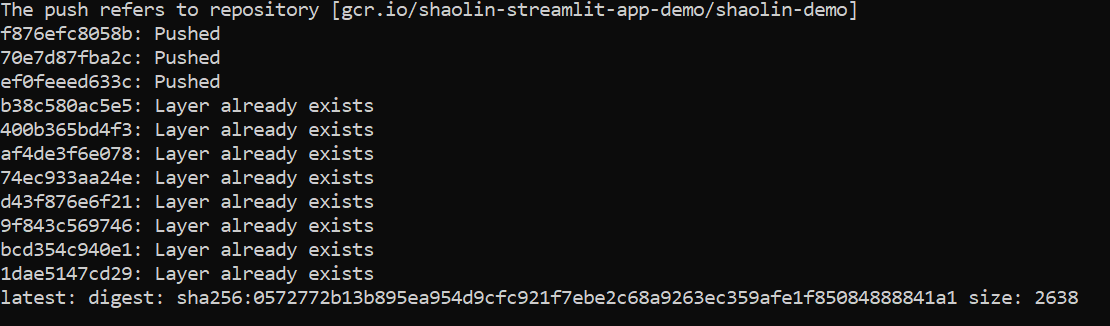 The push refers to repository [gcr.io/shaolin-streamlit-app-demo/shaolin-demo]
f876efc8058b: Pushed
70e7d87fba2c: Pushed
ef0feeed633c: Pushed
b38c580ac5e5: Layer already exists
400b365bd4f3: Layer already exists
af4de3f6e078: Layer already exists
74ec933aa24e: Layer already exists
d43f876e6f21: Layer already exists
9f843c569746: Layer already exists
bcd354c940e1: Layer already exists
1dae5147cd29: Layer already exists
latest: digest: sha256:0572772b13b895ea954d9cfc921f7ebe2c68a9263ec359afe1f85084888841a1 size: 2638